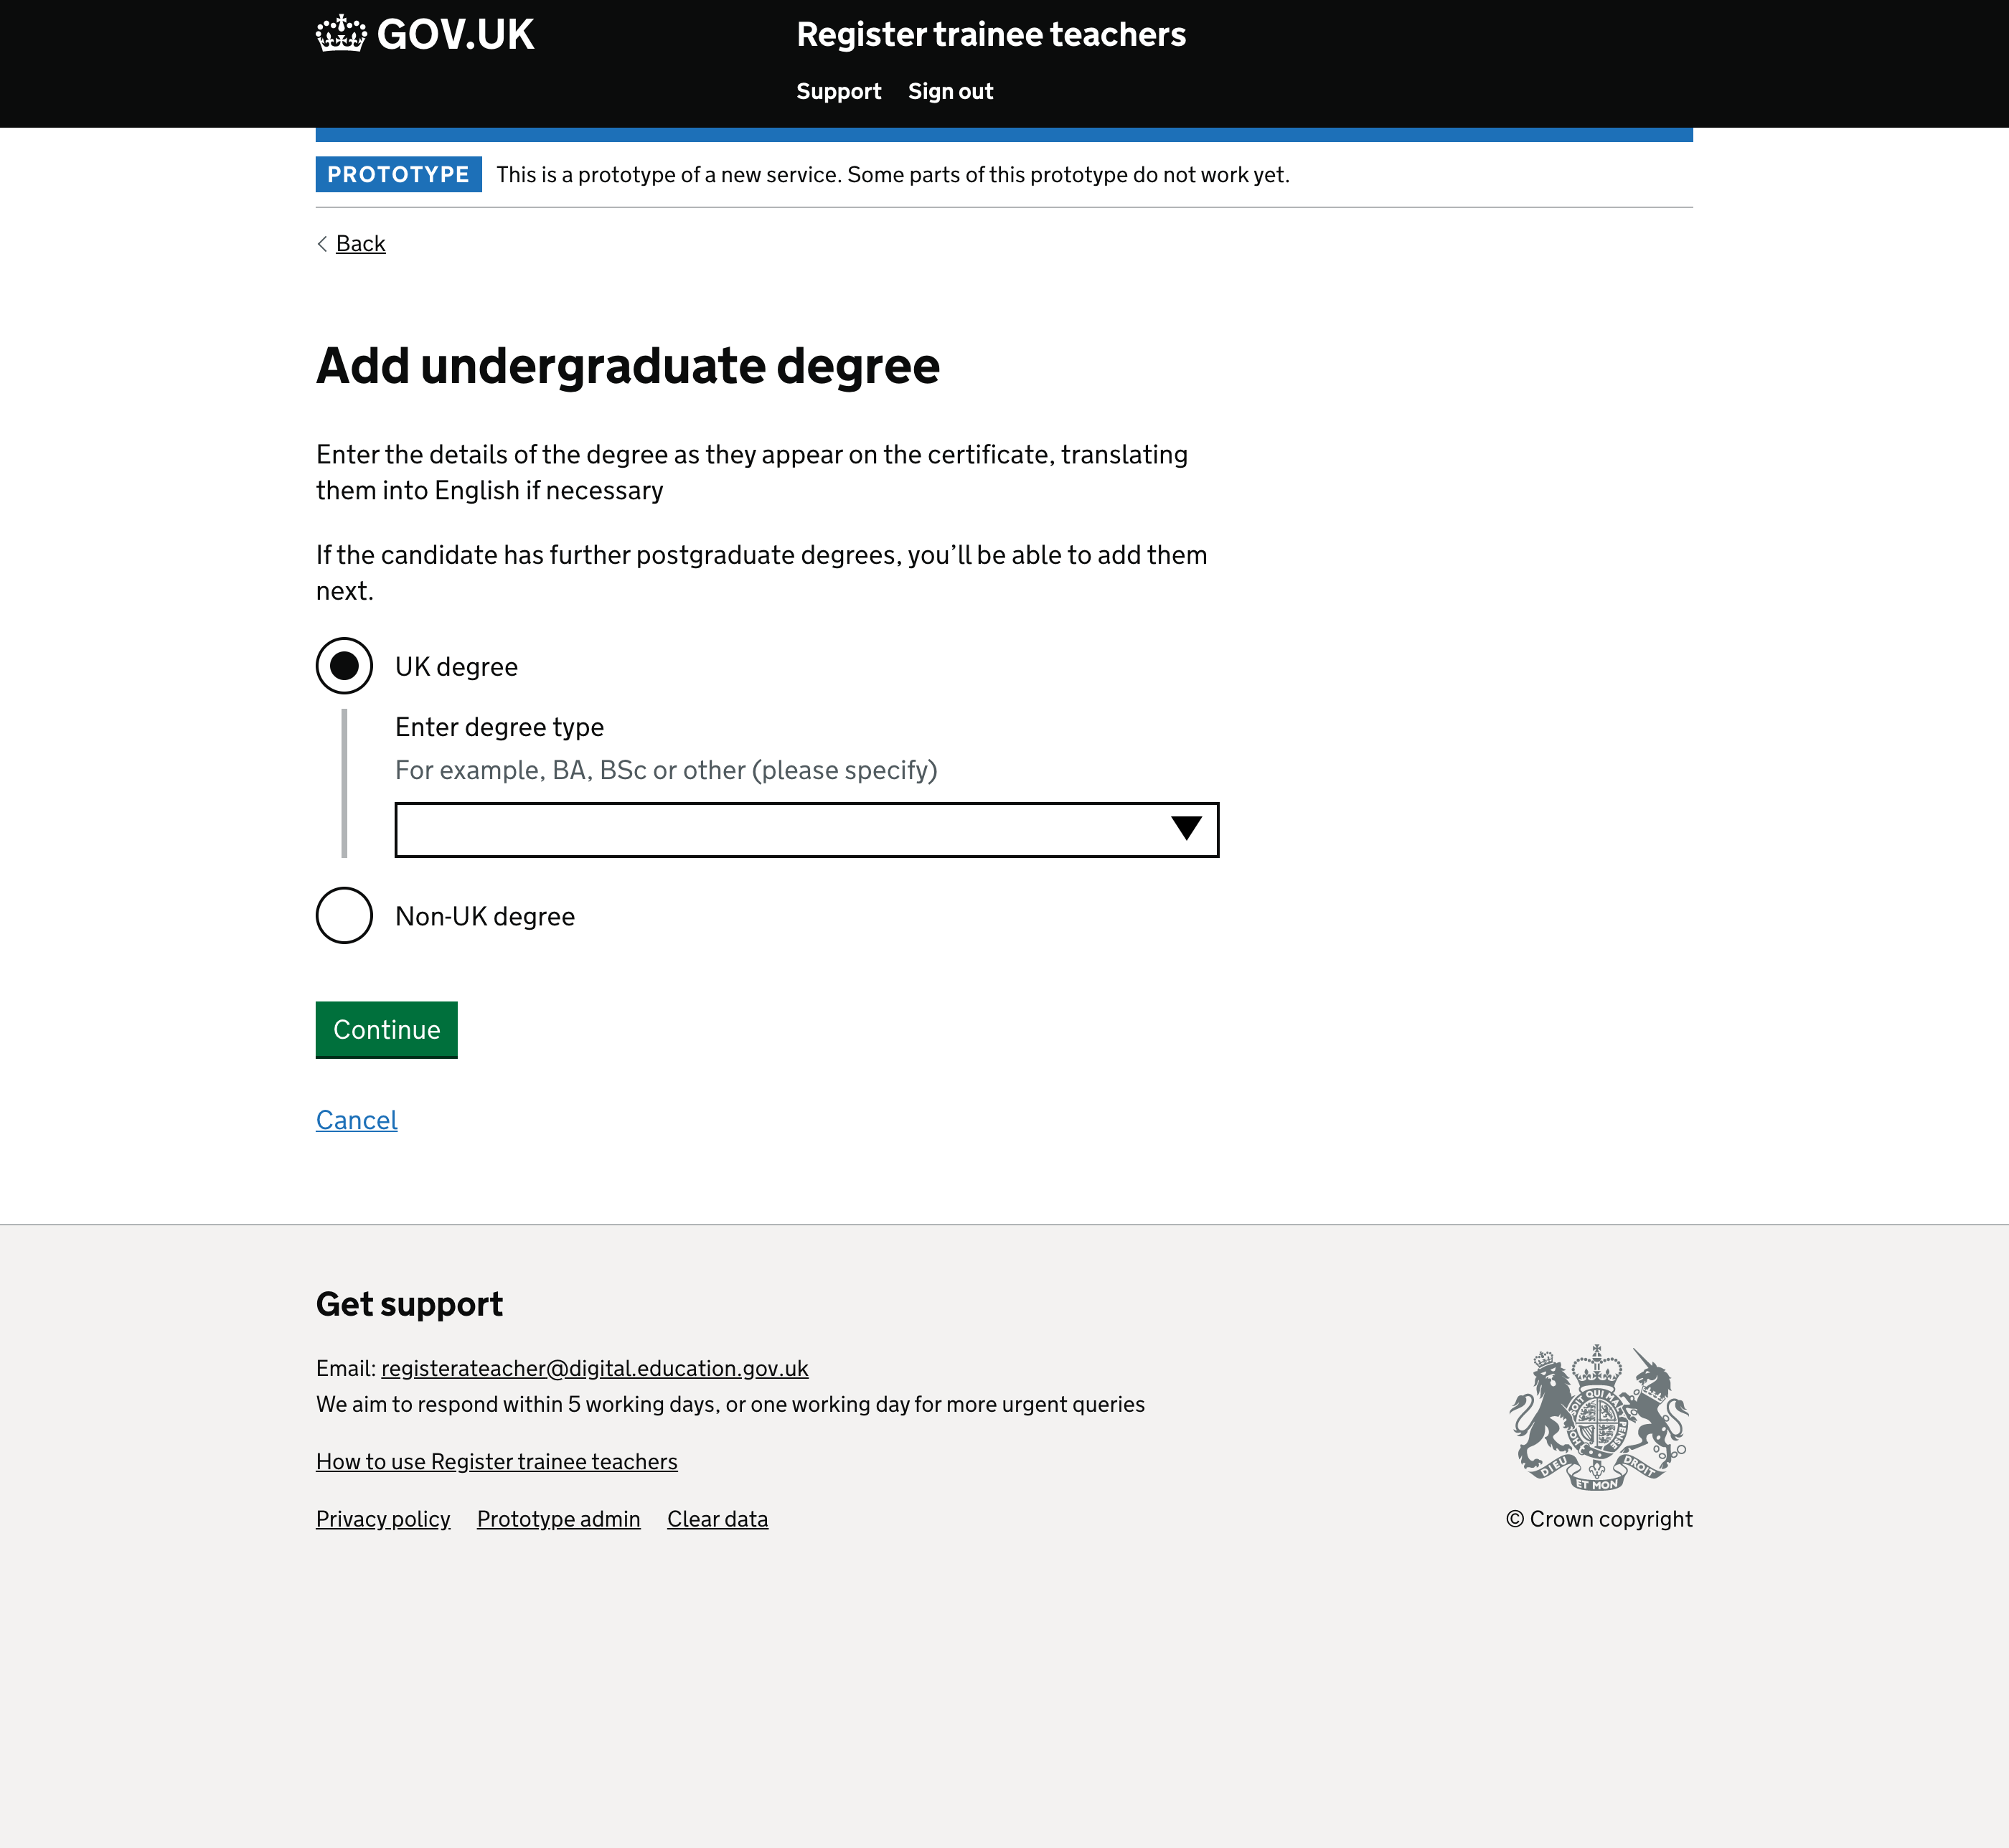 GOV.UK
Register trainee teachers
Support Sign out
PROTOTYPE This is a prototype of a new service. Some parts of this prototype do not work yet.
Back
Add undergraduate degree
Enter the details of the degree as they appear on the certificate, translating
them into English if necessary
If the candidate has further postgraduate degrees, you’ll be able to add them
next.
UK degree
Enter degree type
For example, BA, BSc or other (please specify)
Non-UK degree
Continue
Cancel
Get support
Email: registerateacher@digital.education.gov.uk
We aim to respond within 5 working days, or one working day for more urgent queries
How to use Register trainee teachers
Privacy policy Prototype admin Clear data
DIEU ET MON DROIT
© Crown copyright